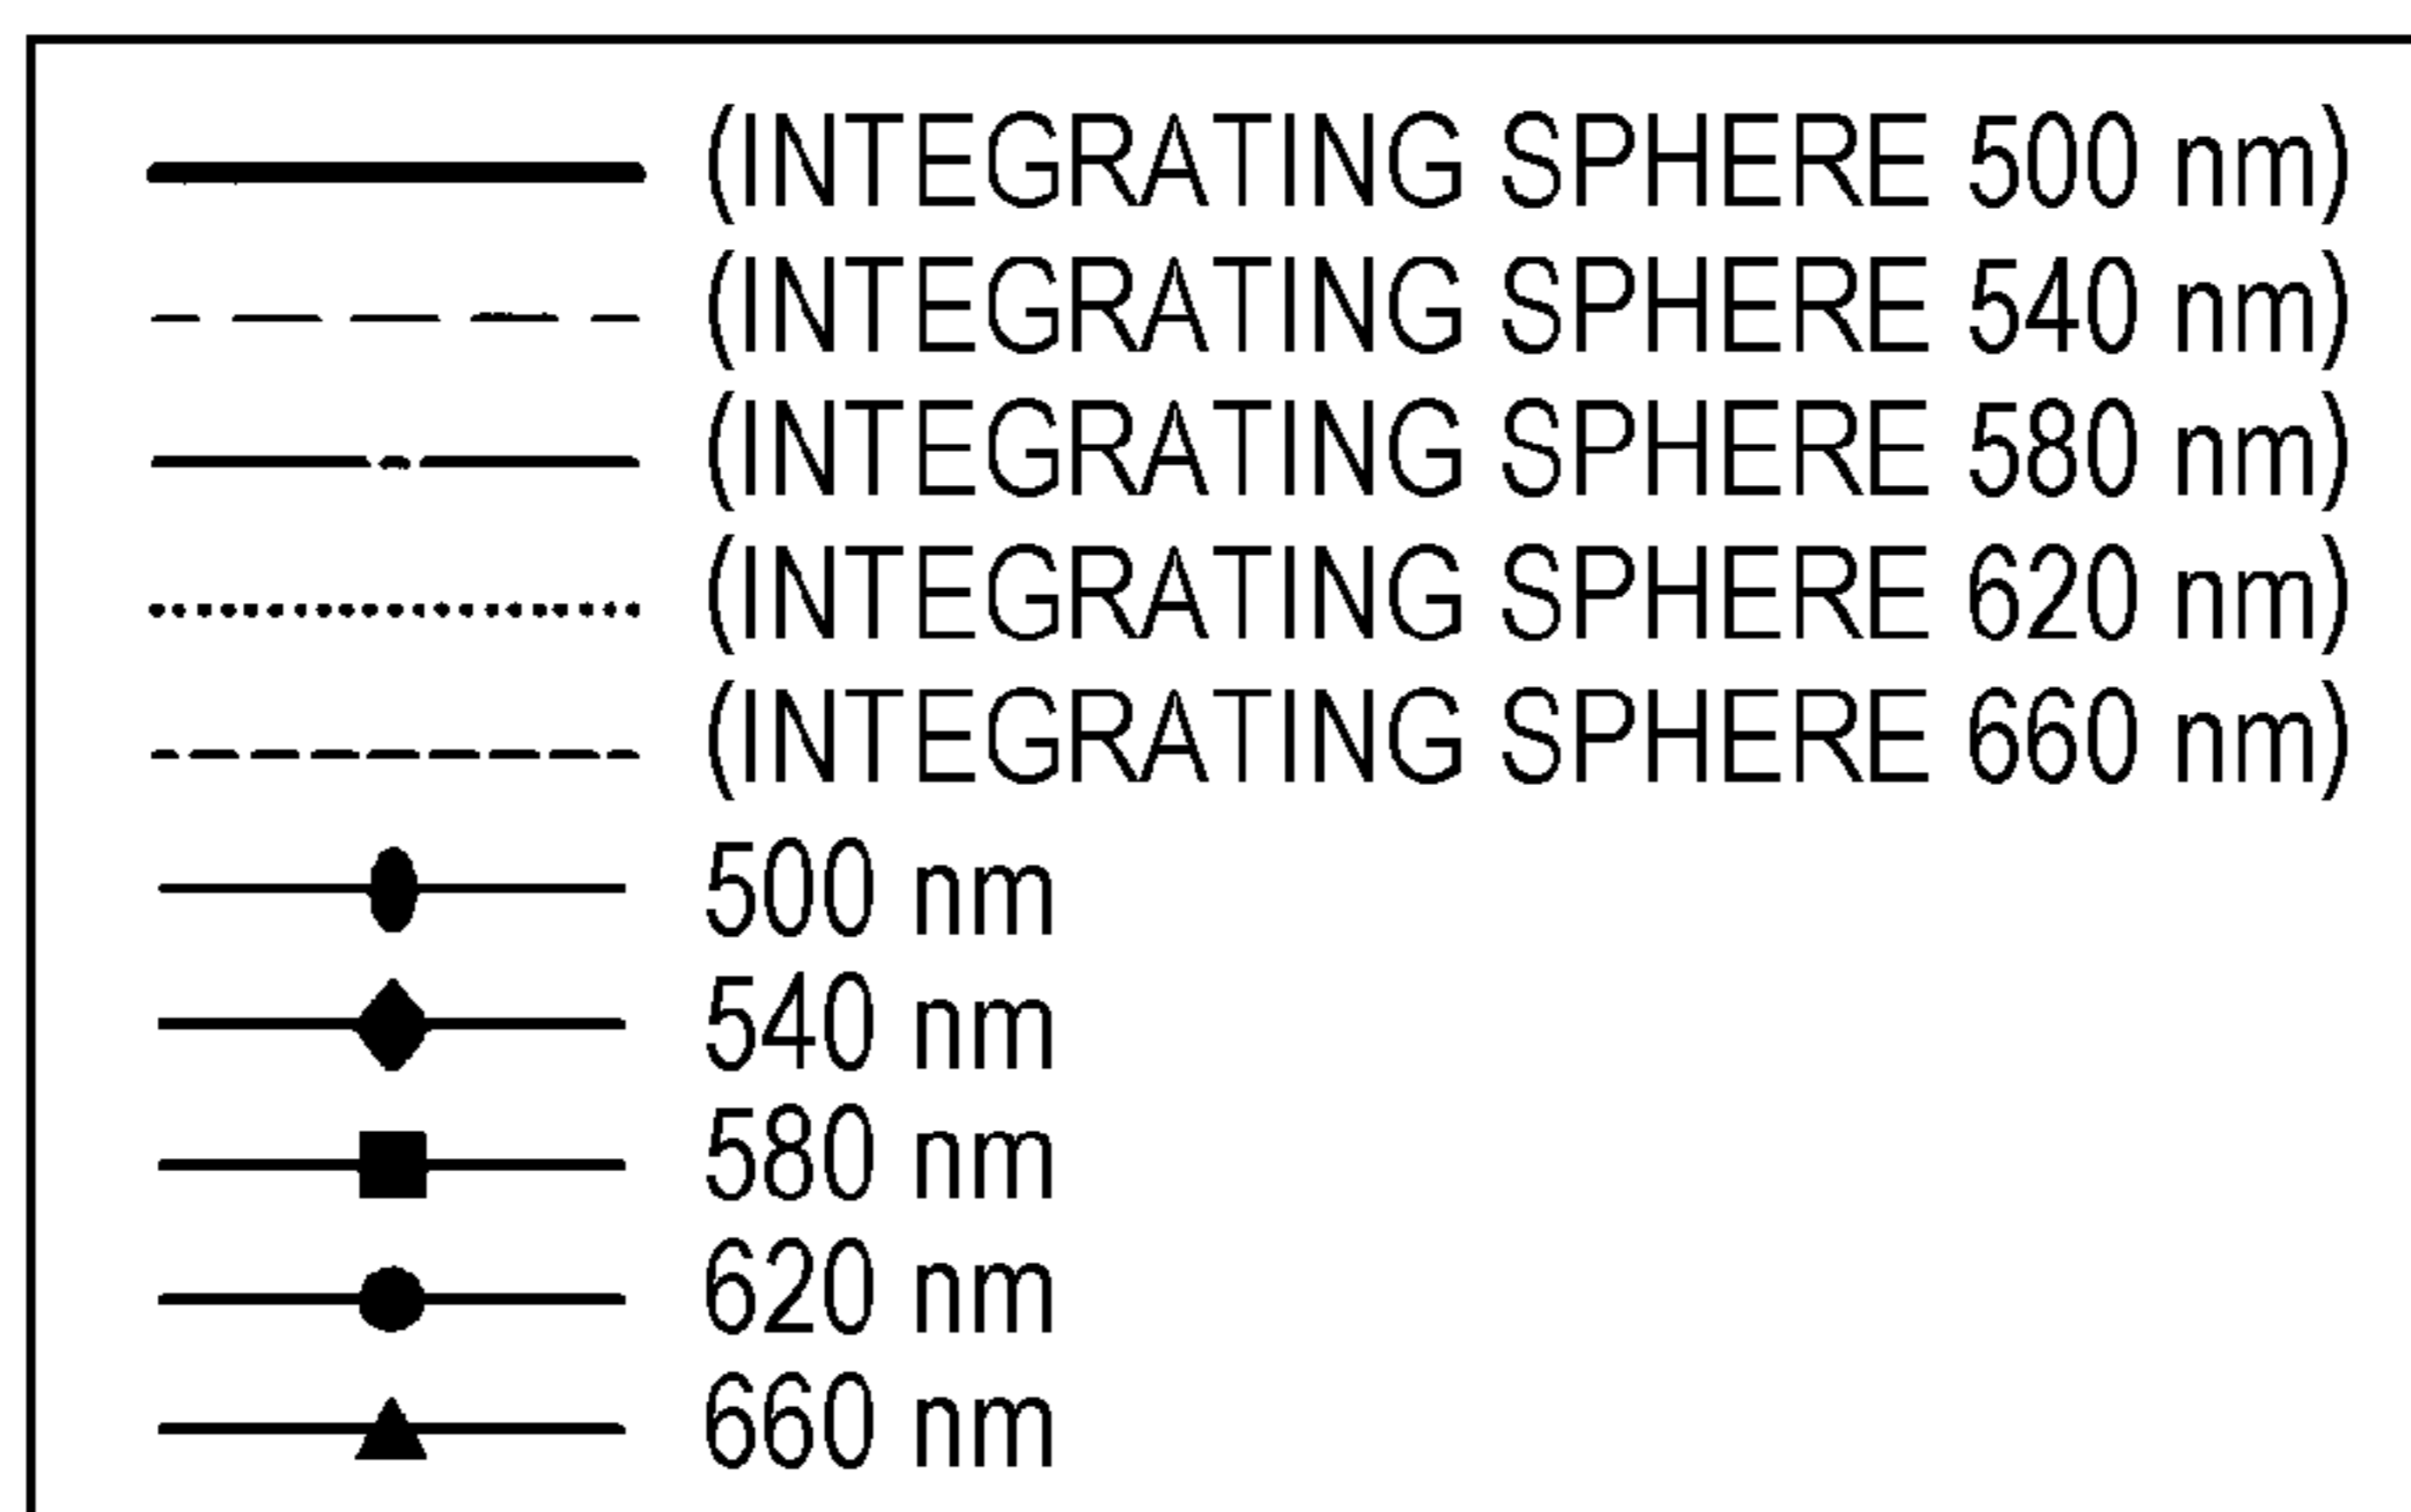 (INTEGRATING SPHERE 500 nm)
(INTEGRATING SPHERE 540 nm)
(INTEGRATING SPHERE 580 nm)
(INTEGRATING SPHERE 620 nm)
(INTEGRATING SPHERE 660 nm)
500 nm
540 nm
580 nm
620 nm
660 nm